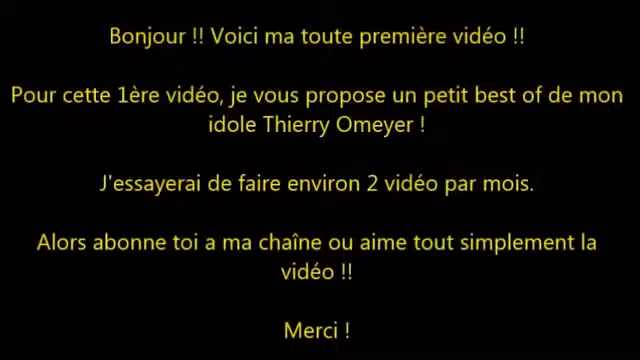 Bonjour !! Voici ma toute première vidéo !!
Pour cette 1ère vidéo, je vous propose un petit best of de mon
idole Thierry Omeyer !
J'essayerai de faire environ 2 vidéo par mois.
Alors abonne toi a ma chaîne ou aime tout simplement la
vidéo !!
Merci !